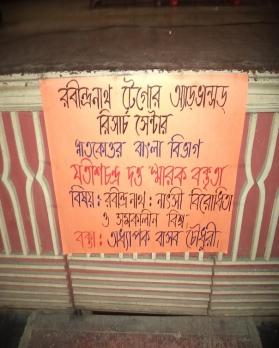 রবীন্দ্রনাথ টেগোর অ্যাডভান্সড্
রিসার্চ সেন্টার
স্নাতকোত্তর বাংলা বিভাগ
যতীশচন্দ্র দত্ত স্মারক বক্তৃতা
বিষয় : রবীন্দ্রনাথ : নাৎসী বিরোধিতা
ও সমকালীন বিশ্ব
বক্তা : অধ্যাপক বাসব চৌধুরী